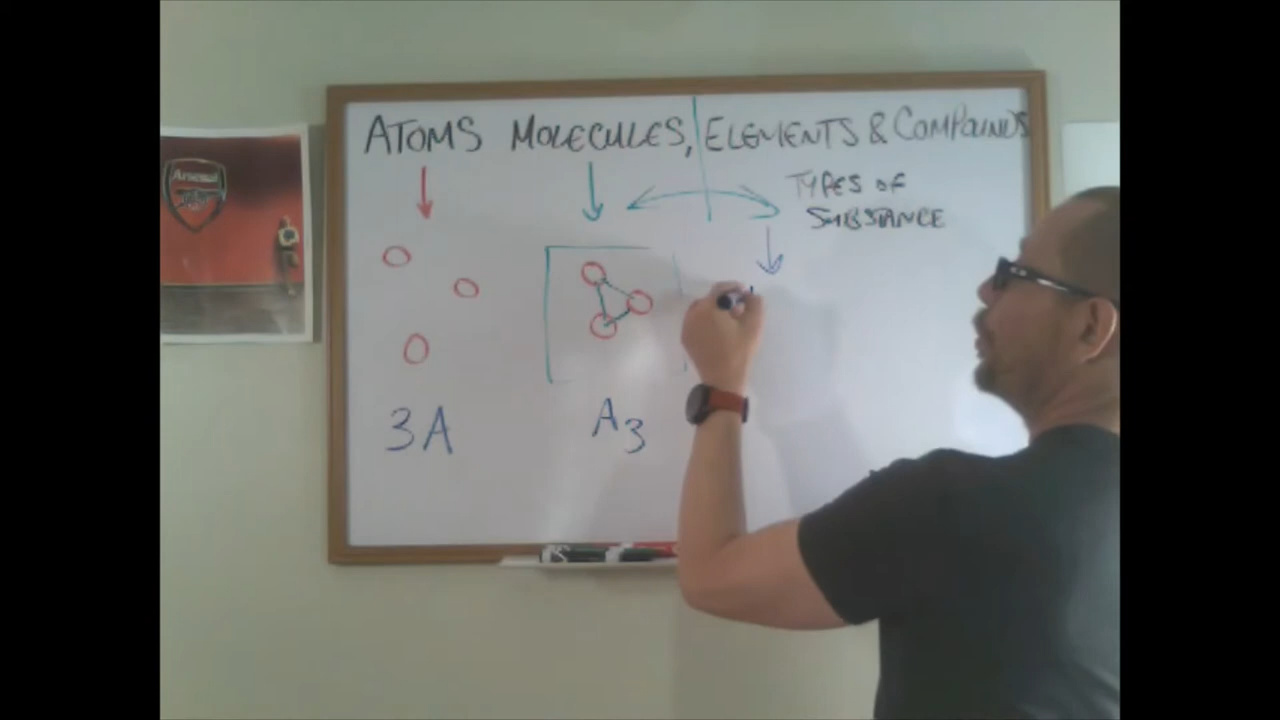 Arsenal
ATOMS MOLECULES, ELEMENTS & COMPOUNDS
TYPES OF
SUBSTANCE
3A A3